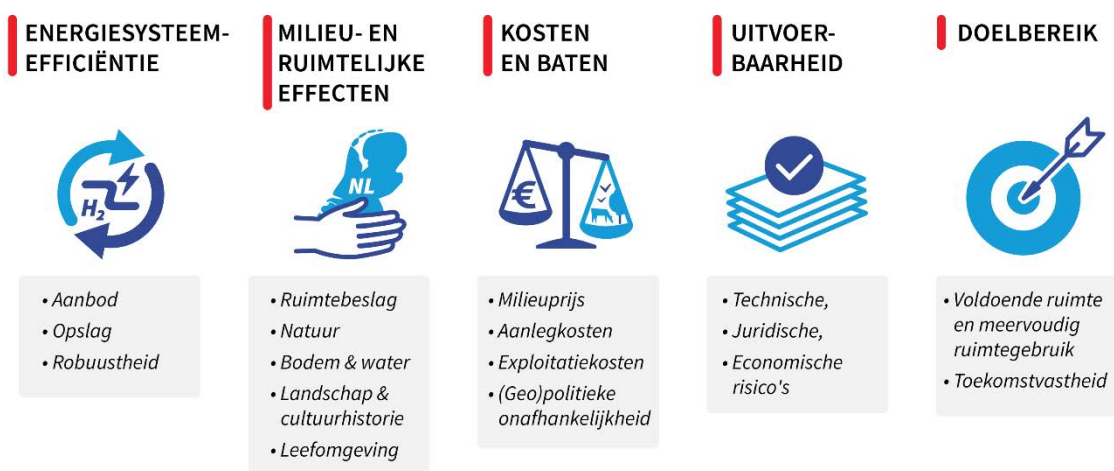 ENERGIESYSTEEM-
EFFICIËNTIE
MILIEU- EN
RUIMTELIJKE
EFFECTEN
KOSTEN
EN BATEN
UITVOER-
BAARHEID
DOELBEREIK
H₂
NL
€
• Aanbod
• Opslag
• Robuustheid
• Ruimtebeslag
• Natuur
• Bodem & water
• Landschap &
cultuurhistorie
• Leefomgeving
• Milieuprijs
• Aanlegkosten
• Exploitatiekosten
• (Geo)politieke
onafhankelijkheid
• Technische,
• Juridische,
• Economische
risico's
• Voldoende ruimte
en meervoudig
ruimtegebruik
• Toekomstvastheid